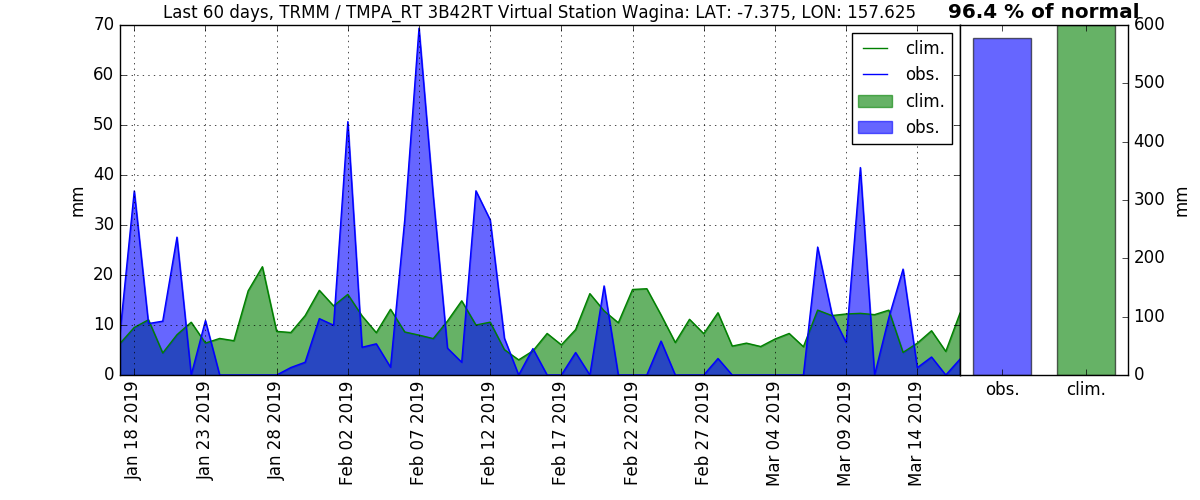 Last 60 days, TRMM / TMPA_RT 3B42RT Virtual Station Wagina: LAT: -7.375, LON: 157.625
96.4 % of normal
70
60
50
40
30
20
10
0
mm
clim.
obs.
clim.
obs.
600
500
400
300
200
100
0
mm
obs.
clim.
Jan 18 2019
Jan 23 2019
Jan 28 2019
Feb 02 2019
Feb 07 2019
Feb 12 2019
Feb 17 2019
Feb 22 2019
Feb 27 2019
Mar 04 2019
Mar 09 2019
Mar 14 2019